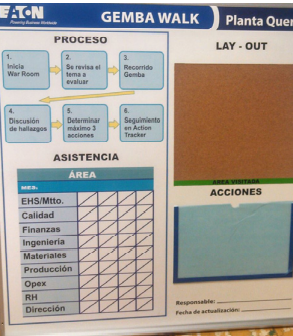 EATON
Powering Business Worldwide
GEMBA WALK
Planta Quer
PROCESO
1.
Inicia
War Room
2.
Se revisa el
tema a
evaluar
3.
Recorrido
Gemba
4.
Discusión
de hallazgos
5.
Determinar
máximo 3
acciones
6.
Seguimiento
en Action
Tracker
ASISTENCIA
ÁREA
MES.
EHS/Mtto.
Calidad
Finanzas
Ingenieria
Materiales
Producción
Opex
RH
Dirección
LAY - OUT
AREA VISITADA
ACCIONES
Responsable:
Fecha de actualización: